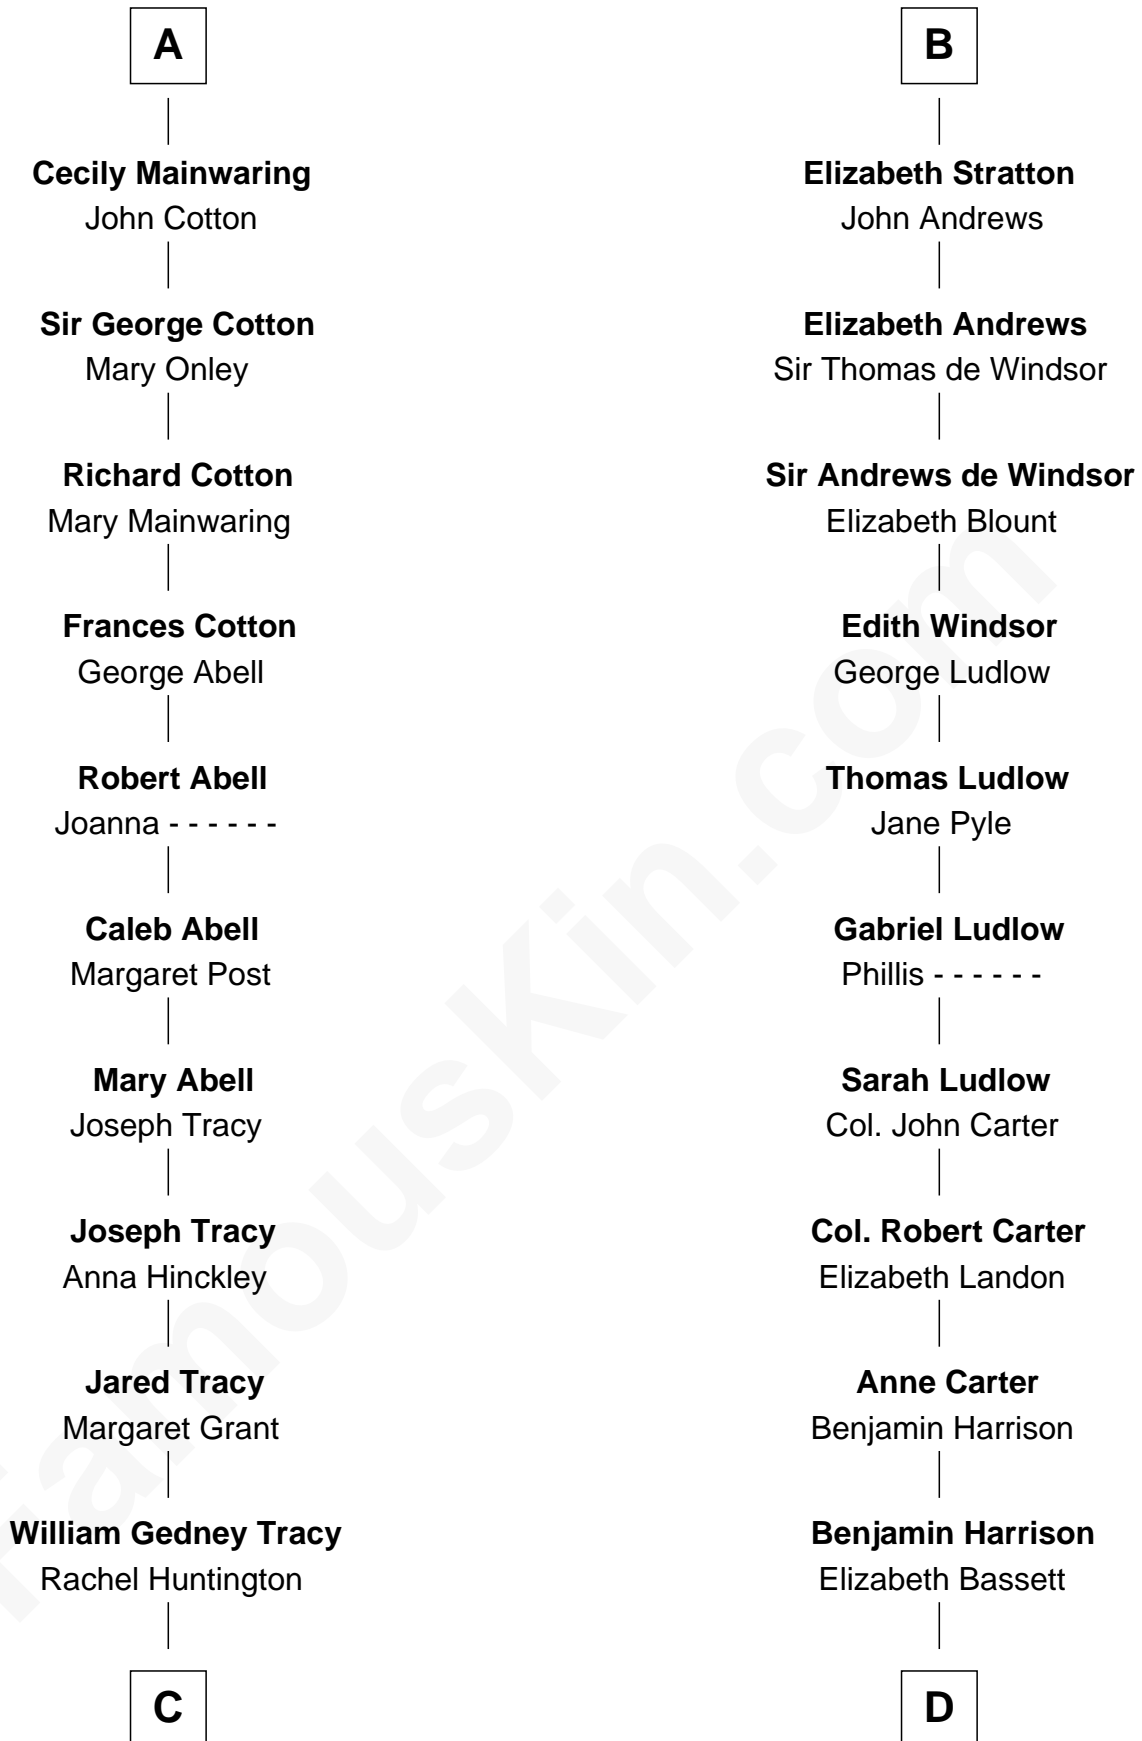 A
Cecily Mainwaring
John Cotton
Sir George Cotton
Mary Onley
Richard Cotton
Mary Mainwaring
Frances Cotton
George Abell
Robert Abell
Joanna - - - - - -
Caleb Abell
Margaret Post
Mary Abell
Joseph Tracy
Joseph Tracy
Anna Hinckley
Jared Tracy
Margaret Grant
William Gedney Tracy
Rachel Huntington
C
B
Elizabeth Stratton
John Andrews
Elizabeth Andrews
Sir Thomas de Windsor
Sir Andrews de Windsor
Elizabeth Blount
Edith Windsor
George Ludlow
Thomas Ludlow
Jane Pyle
Gabriel Ludlow
Phillis - - - - - -
Sarah Ludlow
Col. John Carter
Col. Robert Carter
Elizabeth Landon
Anne Carter
Benjamin Harrison
Benjamin Harrison
Elizabeth Bassett
D
FamousKin.com